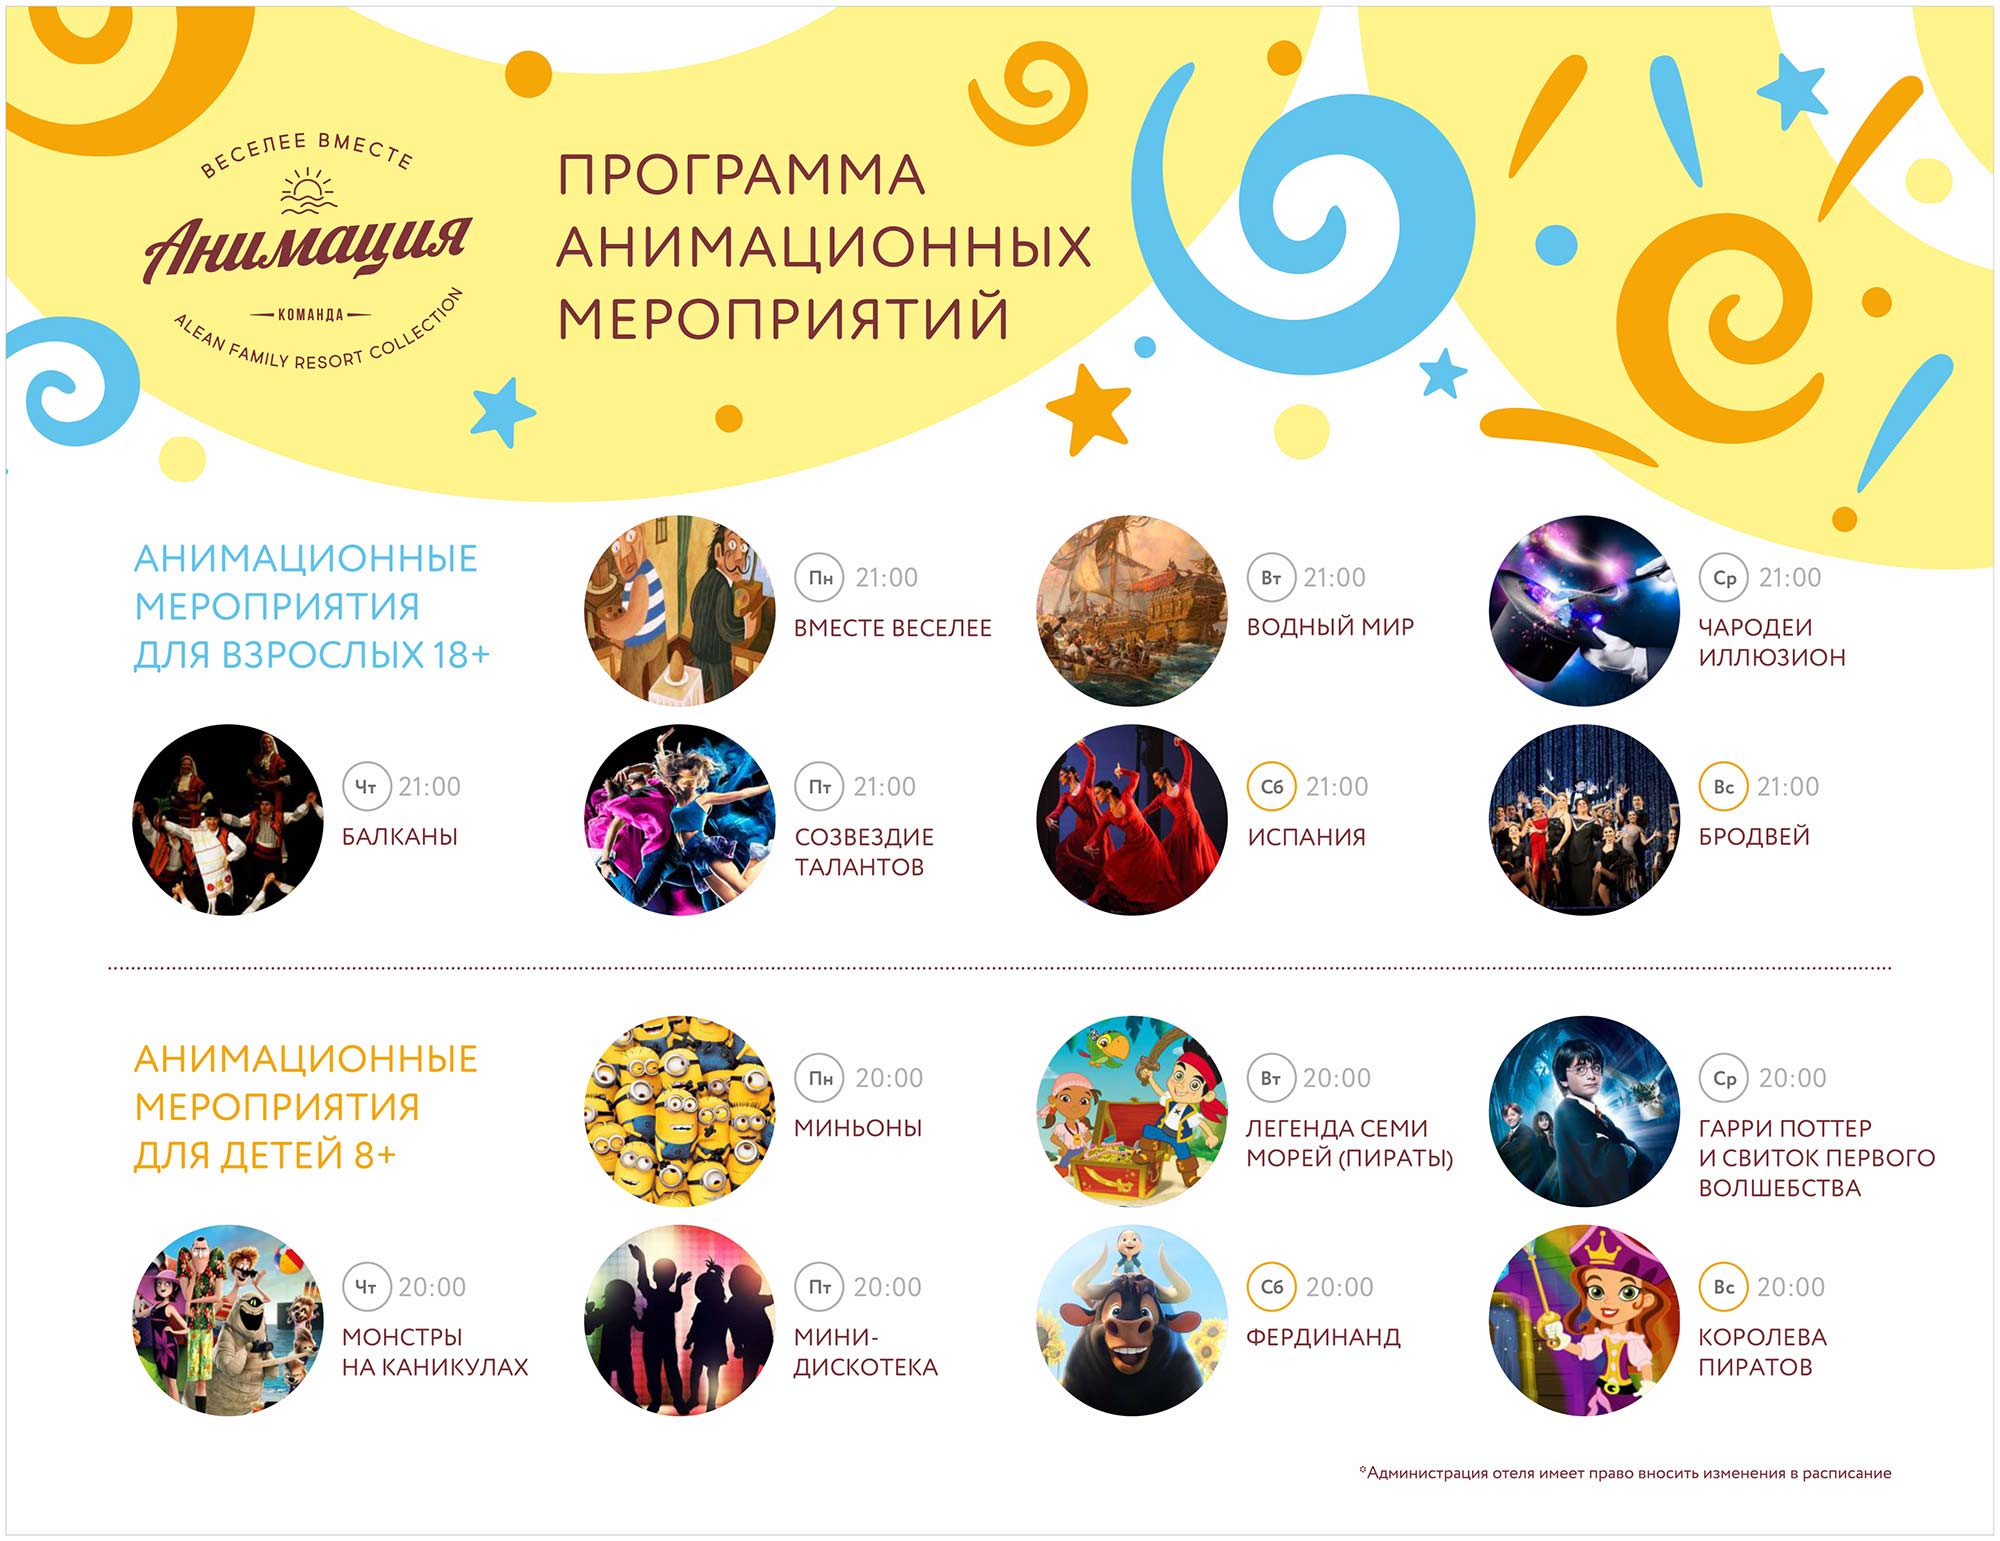 ВЕСЕЛЕЕ ВМЕСТЕ
Анимация
КОМАНДА
ALEAN FAMILY RESORT COLLECTION
ПРОГРАММА
АНИМАЦИОННЫХ
МЕРОПРИЯТИЙ
АНИМАЦИОННЫЕ
МЕРОПРИЯТИЯ
ДЛЯ ВЗРОСЛЫХ 18+
Пн 21:00
ВМЕСТЕ ВЕСЕЛЕЕ
Вт 21:00
ВОДНЫЙ МИР
Ср 21:00
ЧАРОДЕИ
ИЛЛЮЗИОН
Чт 21:00
БАЛКАНЫ
Пт 21:00
СОЗВЕЗДИЕ
ТАЛАНТОВ
Сб 21:00
ИСПАНИЯ
Вс 21:00
БРОДВЕЙ
АНИМАЦИОННЫЕ
МЕРОПРИЯТИЯ
ДЛЯ ДЕТЕЙ 8+
Пн 20:00
МИНЬОНЫ
Вт 20:00
ЛЕГЕНДА СЕМИ
МОРЕЙ (ПИРАТЫ)
Ср 20:00
ГАРРИ ПОТТЕР
И СВИТОК ПЕРВОГО
ВОЛШЕБСТВА
Чт 20:00
МОНСТРЫ
НА КАНИКУЛАХ
Пт 20:00
МИНИ-
ДИСКОТЕКА
Сб 20:00
ФЕРДИНАНД
Вс 20:00
КОРОЛЕВА
ПИРАТОВ
*Администрация отеля имеет право вносить изменения в расписание